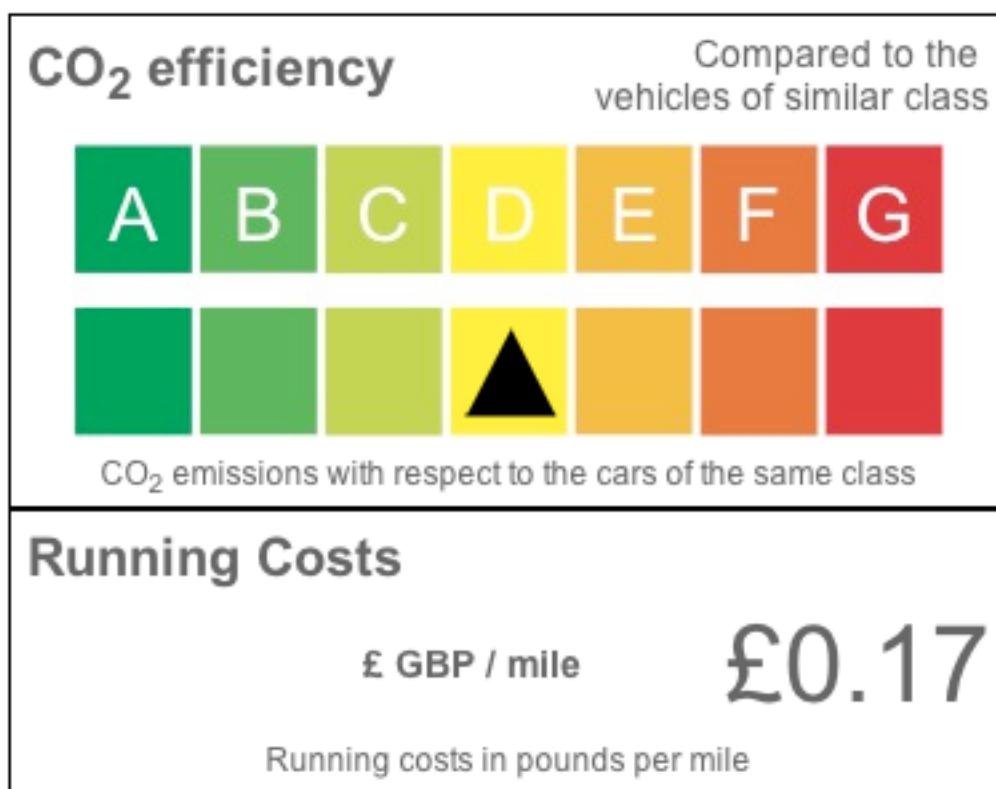 CO₂ efficiency
Compared to the
vehicles of similar class
A B C D E F G
CO₂ emissions with respect to the cars of the same class
Running Costs
£ GBP / mile £0.17
Running costs in pounds per mile